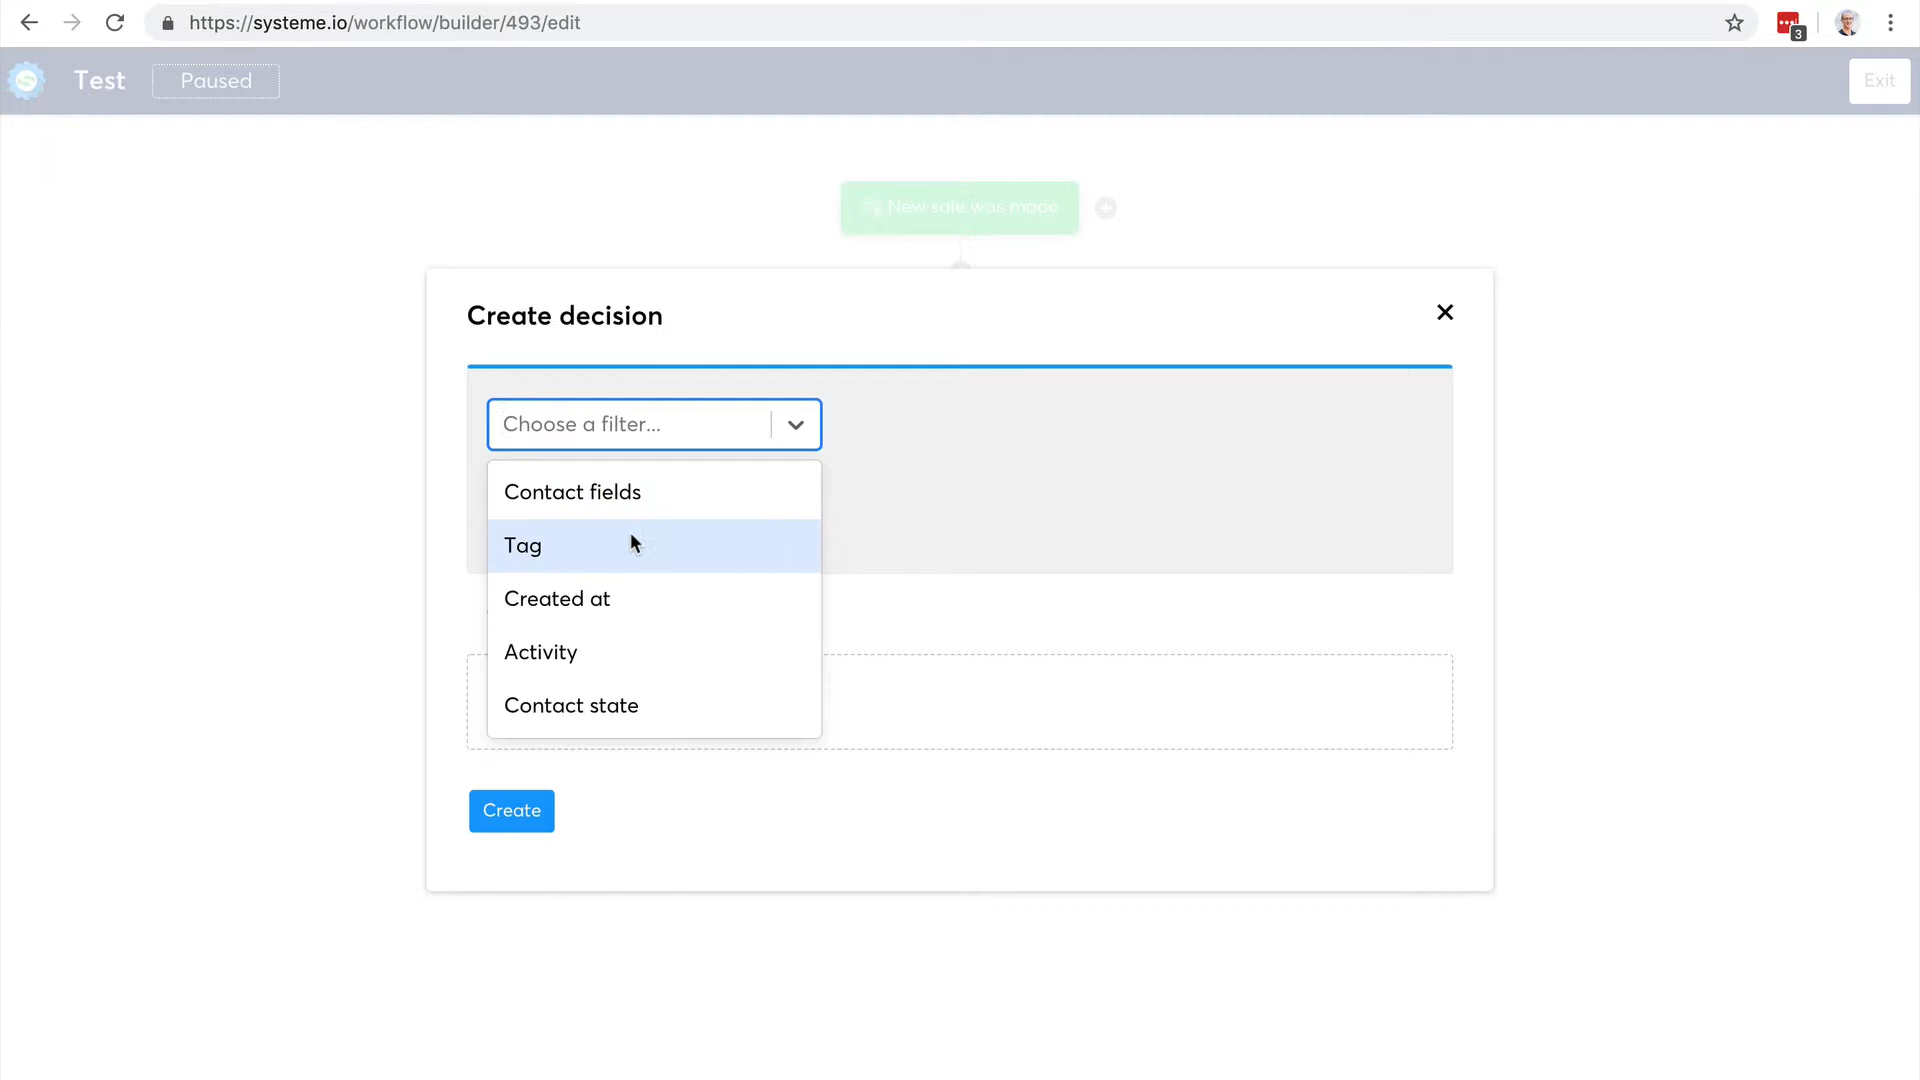 https://systeme.io/workflow/builder/493/edit
3
Test
Paused
Exit
New sale was made
Create decision
Choose a filter...
Contact fields
Tag
Created at
Activity
Contact state
Create